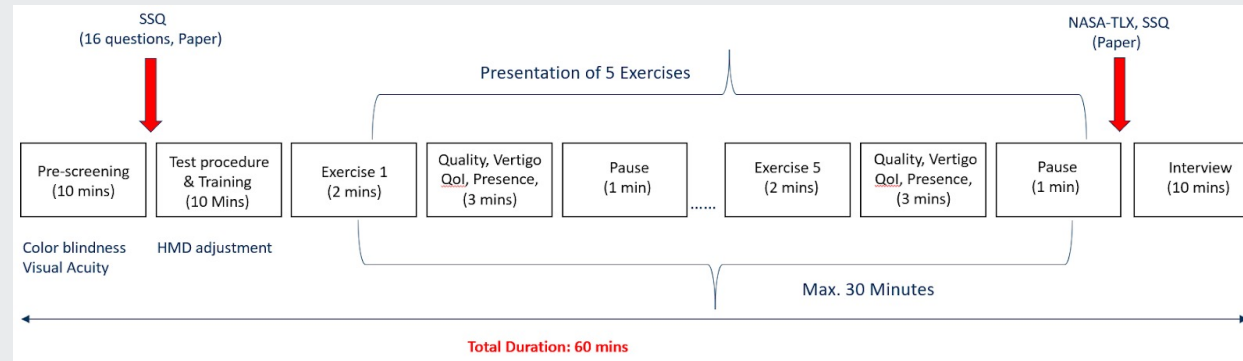 SSQ
(16 questions, Paper)
NASA-TLX, SSQ
(Paper)
Presentation of 5 Exercises
Pre-screening
(10 mins)
Test procedure
& Training
(10 Mins)
Exercise 1
(2 mins)
Quality, Vertigo
QoI, Presence,
(3 mins)
Pause
(1 min)
......
Exercise 5
(2 mins)
Quality, Vertigo
QoI, Presence,
(3 mins)
Pause
(1 min)
Interview
(10 mins)
Color blindness
Visual Acuity
HMD adjustment
Max. 30 Minutes
Total Duration: 60 mins